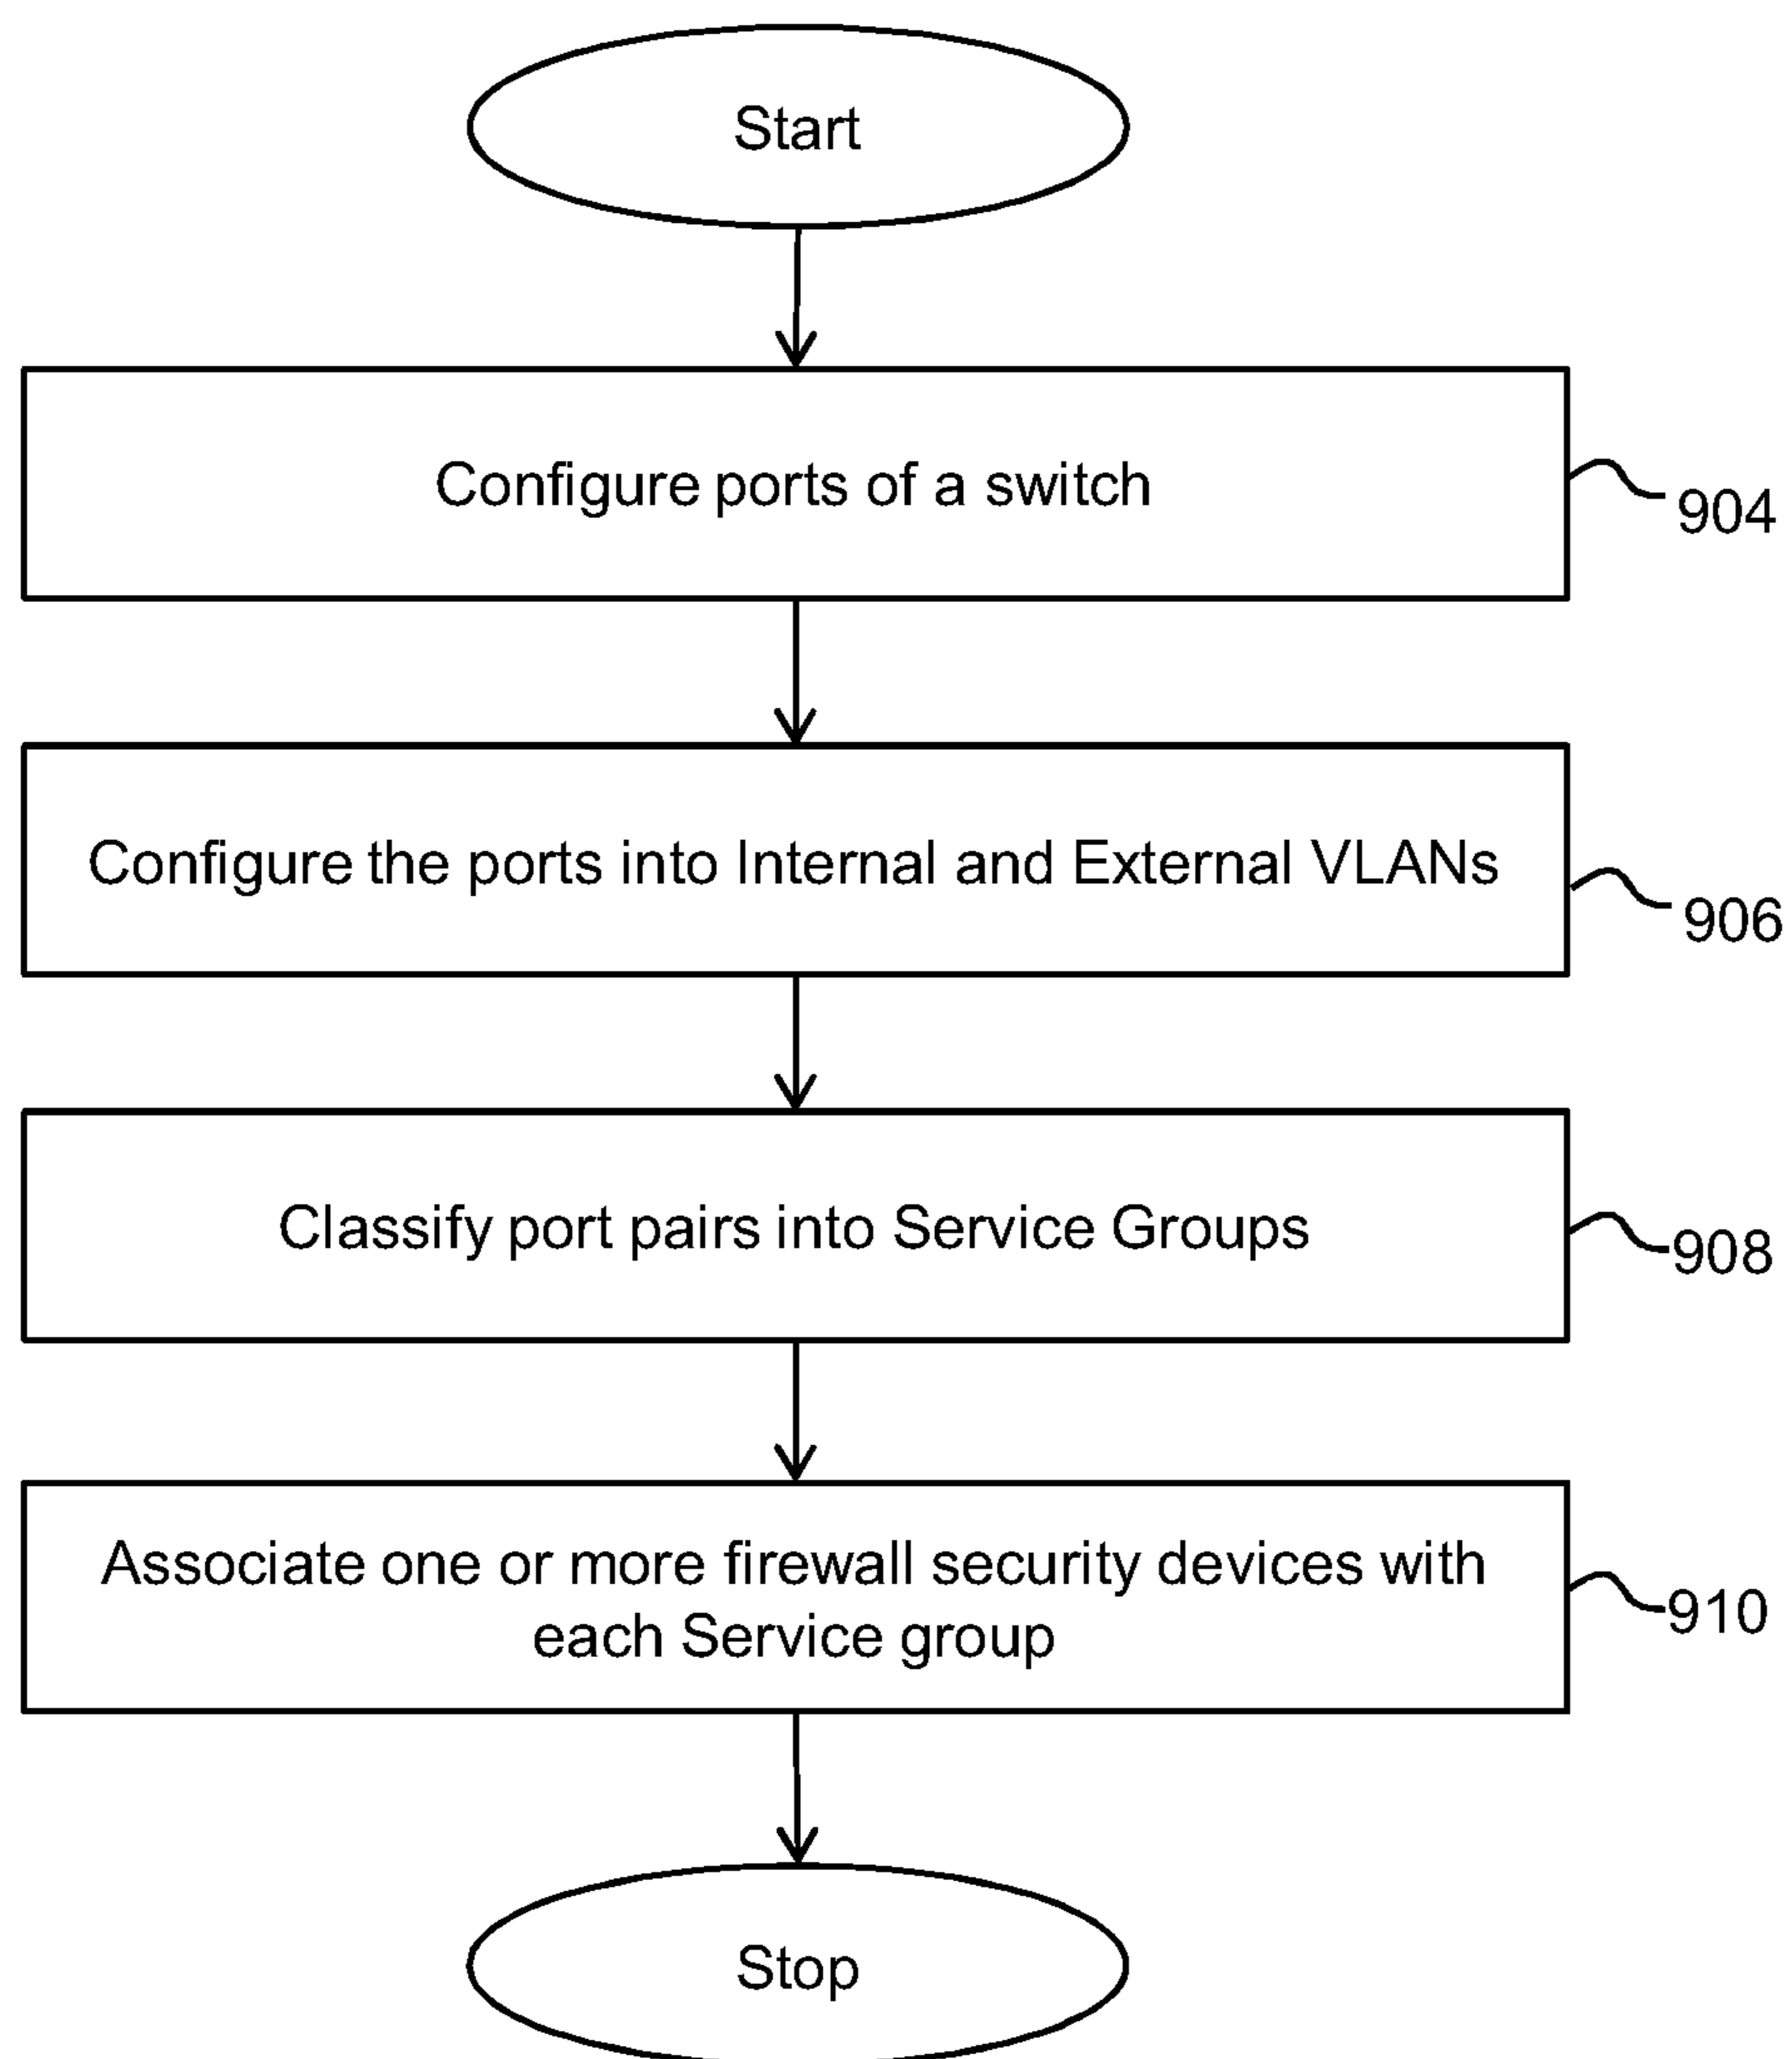 Start
Configure ports of a switch
904
Configure the ports into Internal and External VLANs
906
Classify port pairs into Service Groups
908
Associate one or more firewall security devices with
each Service group
910
Stop